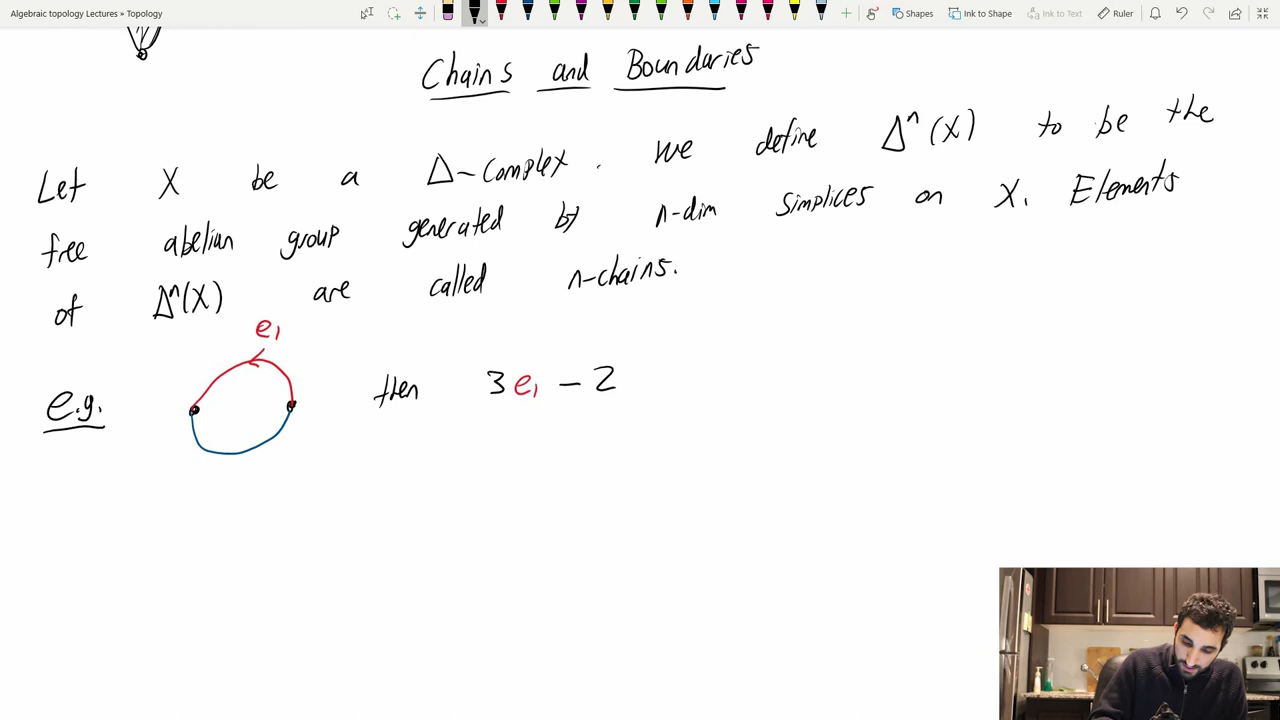 Algebraic topology Lectures » Topology
Shapes
Ink to Shape
Ink to Text
Ruler
Chains and Boundaries
Let X be a Δ-Complex. We define Δⁿ(X) to be the
free abelian group generated by n-dim Simplices on X. Elements
of Δⁿ(X) are called n-chains.
e₁
e.g. then 3e₁ - 2